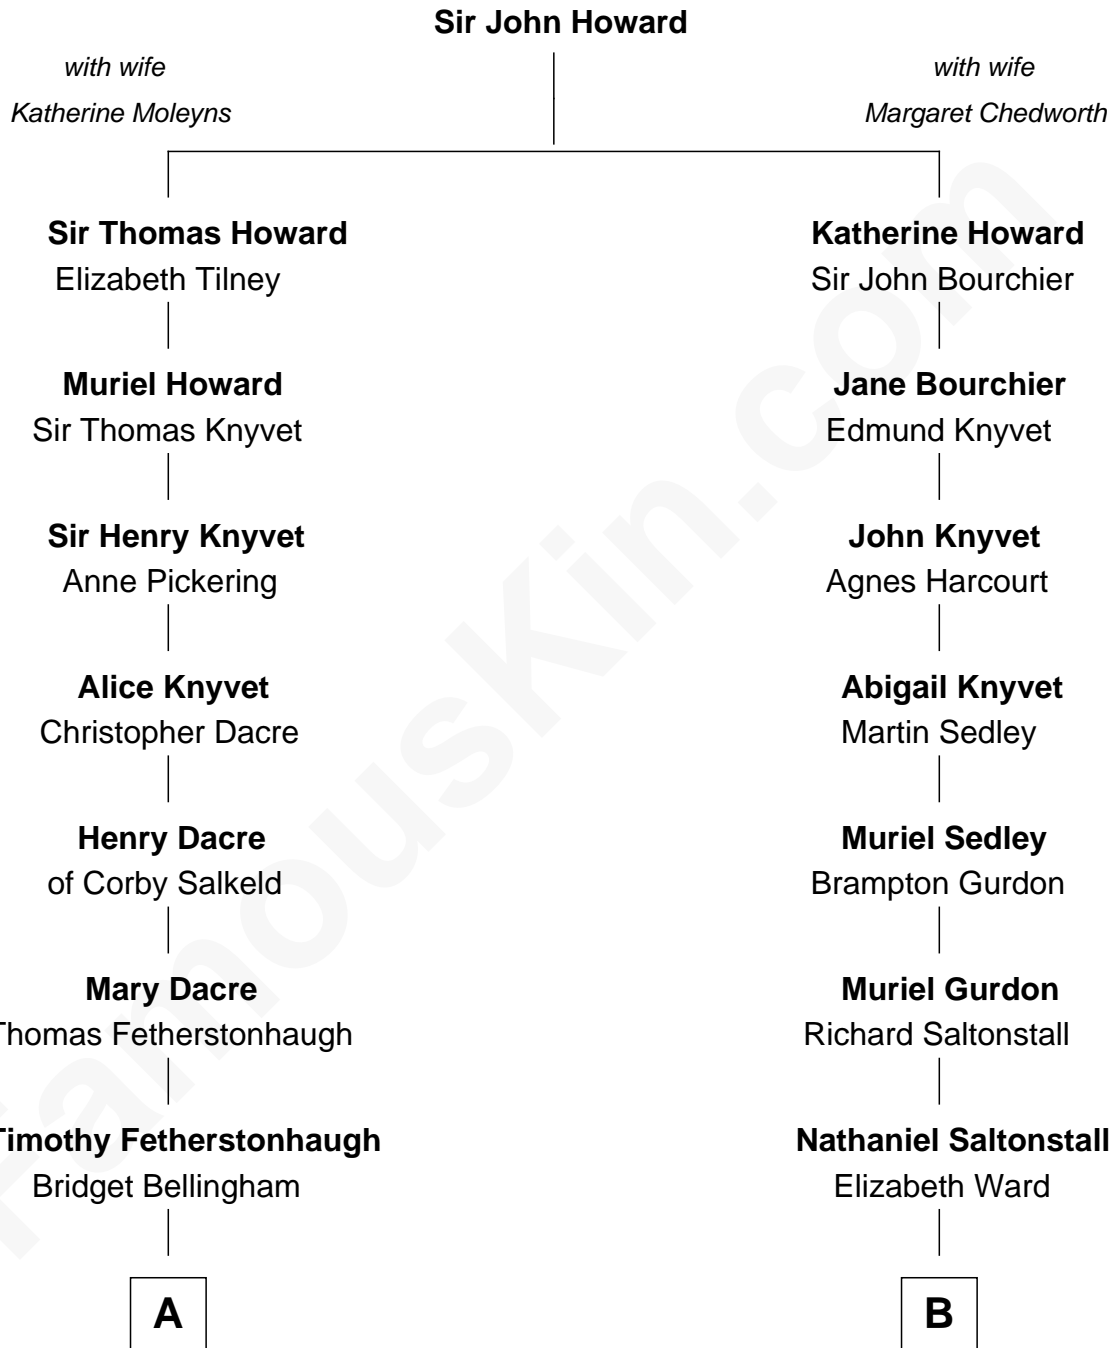 Sir John Howard
with wife
Katherine Moleyns
with wife
Margaret Chedworth
Sir Thomas Howard
Elizabeth Tilney
Katherine Howard
Sir John Bourchier
Muriel Howard
Sir Thomas Knyvet
Jane Bourchier
Edmund Knyvet
Sir Henry Knyvet
Anne Pickering
John Knyvet
Agnes Harcourt
Alice Knyvet
Christopher Dacre
Abigail Knyvet
Martin Sedley
Henry Dacre
of Corby Salkeld
Muriel Sedley
Brampton Gurdon
Mary Dacre
Thomas Fetherstonhaugh
Muriel Gurdon
Richard Saltonstall
Timothy Fetherstonhaugh
Bridget Bellingham
Nathaniel Saltonstall
Elizabeth Ward
A
B
FamousKin.com